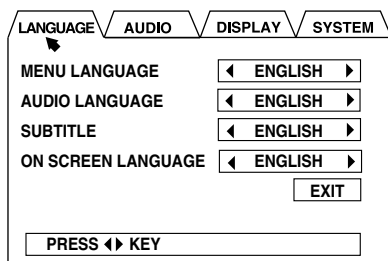 LANGUAGE AUDIO DISPLAY SYSTEM
MENU LANGUAGE ◀ ENGLISH ▶
AUDIO LANGUAGE ◀ ENGLISH ▶
SUBTITLE ◀ ENGLISH ▶
ON SCREEN LANGUAGE ◀ ENGLISH ▶
EXIT
PRESS ◀▶ KEY